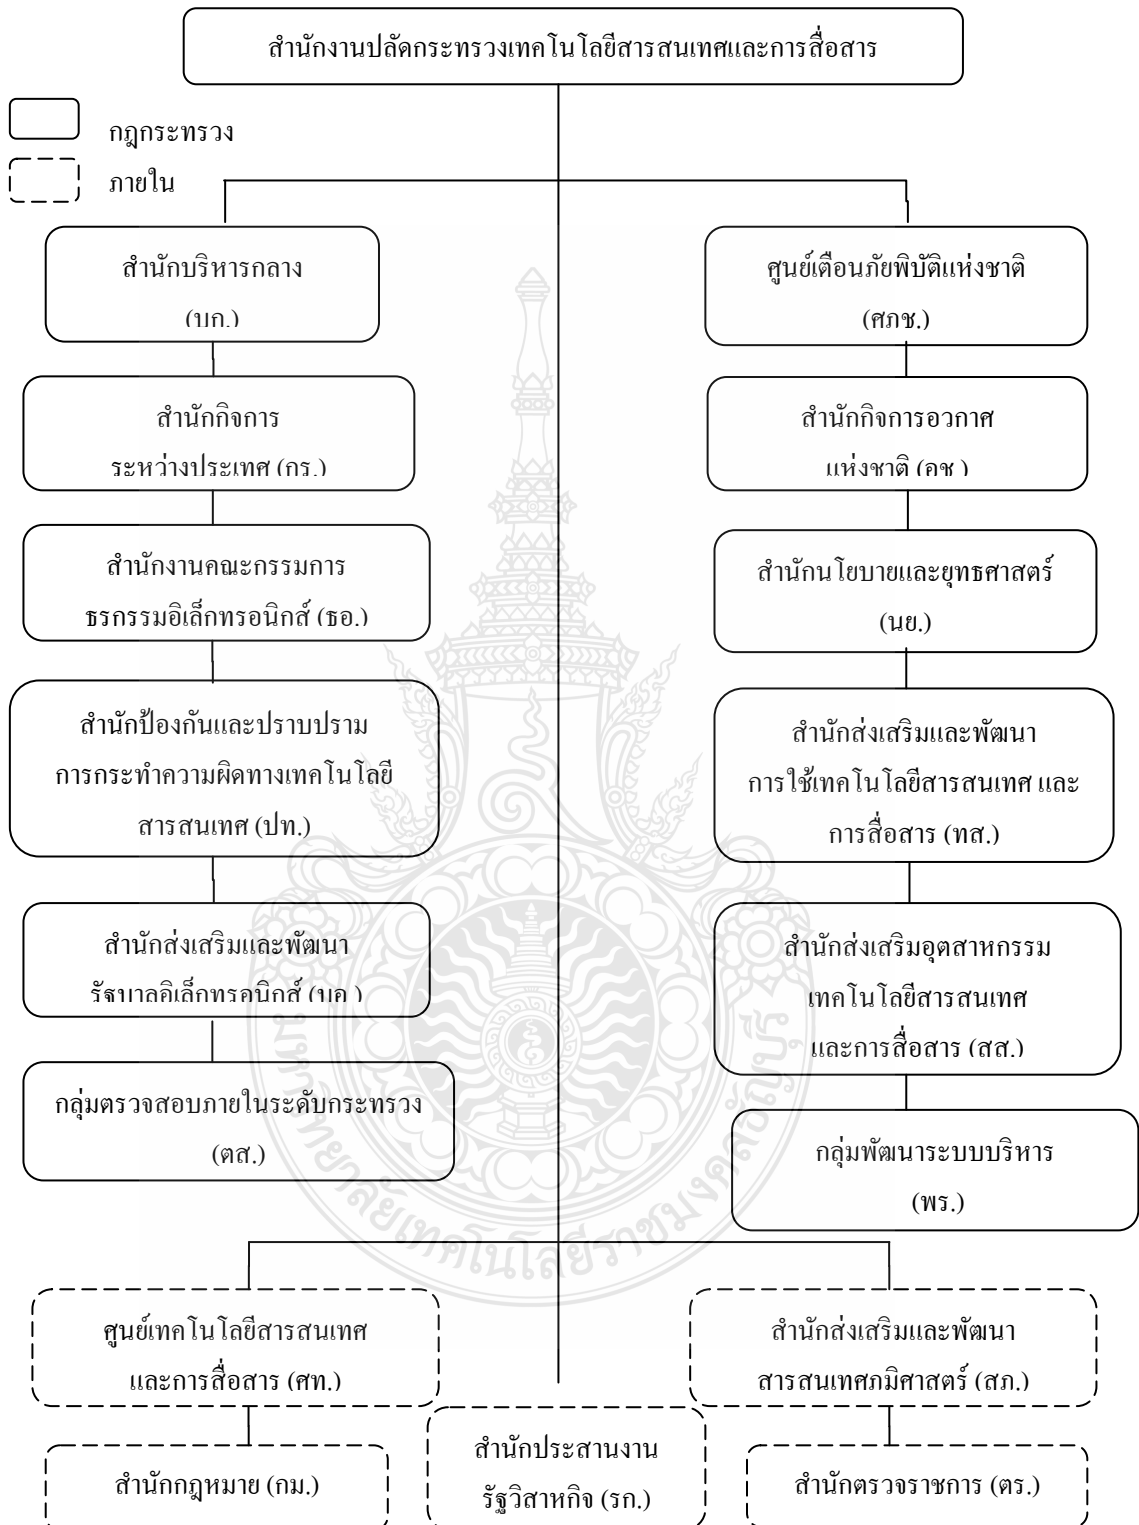 สำนักงานปลัดกระทรวงเทคโนโลยีสารสนเทศและการสื่อสาร
กฎกระทรวง
ภายใน
สำนักบริหารกลาง
(บก.)
สำนักกิจการ
ระหว่างประเทศ (กร.)
สำนักงานคณะกรรมการ
ธุรกรรมอิเล็กทรอนิกส์ (ธอ.)
สำนักป้องกันและปราบปราม
การกระทำความผิดทางเทคโนโลยี
สารสนเทศ (ปท.)
สำนักส่งเสริมและพัฒนา
รัฐบาลอิเล็กทรอนิกส์
กลุ่มตรวจสอบภายในระดับกระทรวง
(ตส.)
ศูนย์เตือนภัยพิบัติแห่งชาติ
(ศภช.)
สำนักกิจการอวกาศ
แห่งชาติ
สำนักนโยบายและยุทธศาสตร์
(นย.)
สำนักส่งเสริมและพัฒนา
การใช้เทคโนโลยีสารสนเทศ และ
การสื่อสาร (ทส.)
สำนักส่งเสริมอุตสาหกรรม
เทคโนโลยีสารสนเทศ
และการสื่อสาร (สส.)
กลุ่มพัฒนาระบบบริหาร
(พร.)
ศูนย์เทคโนโลยีสารสนเทศ
และการสื่อสาร (ศท.)
สำนักกฎหมาย (กม.)
สำนักประสานงาน
รัฐวิสาหกิจ (รก.)
สำนักส่งเสริมและพัฒนา
สารสนเทศภูมิศาสตร์ (สภ.)
สำนักตรวจราชการ (ตร.)
มหาวิทยาลัยเทคโนโลยีราชมงคลธัญบุรี